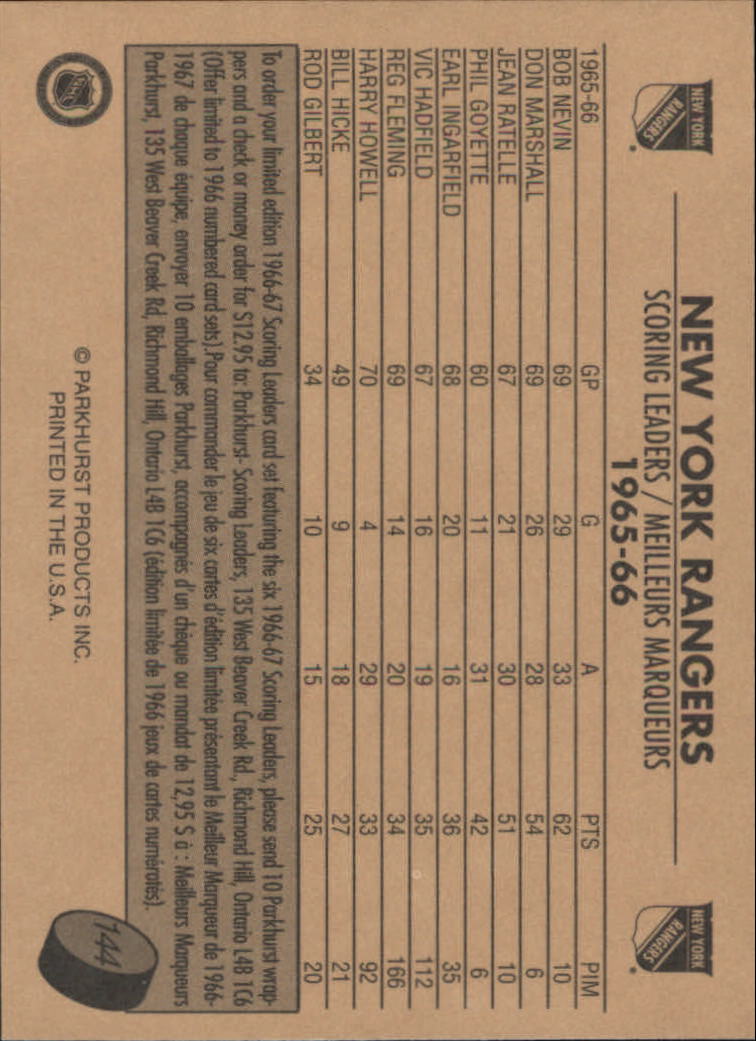 NEW YORK
RANGERS
NEW YORK RANGERS
SCORING LEADERS / MEILLEURS MARQUEURS
1965-66
NEW YORK
RANGERS
1965-66 GP G A PTS PIM
BOB NEVIN 69 29 33 62 10
DON MARSHALL 69 26 28 54 6
JEAN RATELLE 67 21 30 51 10
PHIL GOYETTE 60 11 31 42 6
EARL INGARFIELD 68 20 16 36 35
VIC HADFIELD 67 16 19 35 112
REG FLEMING 69 14 20 34 166
HARRY HOWELL 70 4 29 33 92
BILL HICKE 49 9 18 27 21
ROD GILBERT 34 10 15 25 20
To order your limited edition 1966-67 Scoring Leaders card set featuring the six 1966-67 Scoring Leaders, please send 10 Parkhurst wrap-
pers and a check or money order for $12.95 to: Parkhurst- Scoring Leaders, 135 West Beaver Creek Rd., Richmond Hill, Ontario L4B 1C6
(Offer limited to 1966 numbered card sets).Pour commander le jeu de six cartes d'édition limitée présentant le Meilleur Marqueur de 1966-
1967 de chaque équipe, envoyer 10 emballages Parkhurst, accompagnés d'un chèque ou mandat de 12,95 $ à : Meilleurs Marqueurs
Parkhurst, 135 West Beaver Creek Rd, Richmond Hill, Ontario L4B 1C6 (édition limitée de 1966 jeux de cartes numérotés).
NHL
© PARKHURST PRODUCTS INC.
PRINTED IN THE U.S.A.
144